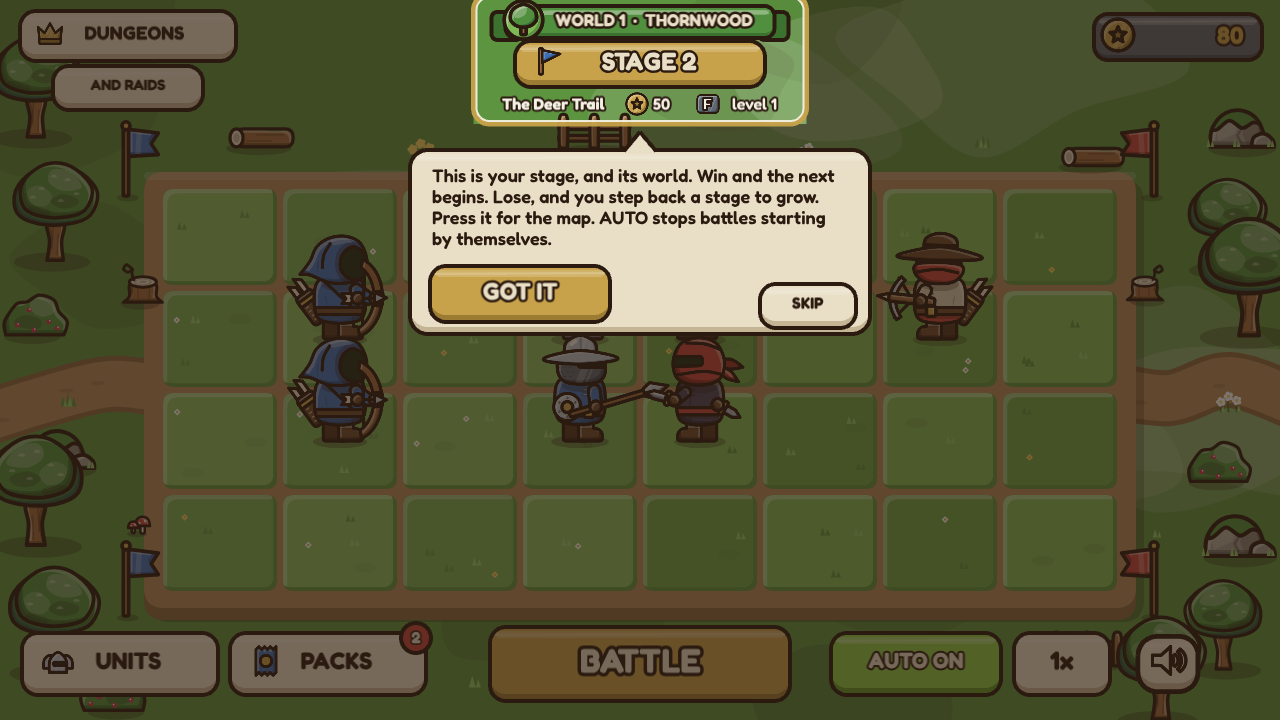 DUNGEONS
AND RAIDS
WORLD 1 · THORNWOOD
STAGE 2
The Deer Trail 50 F level 1
80
This is your stage, and its world. Win and the next
begins. Lose, and you step back a stage to grow.
Press it for the map. AUTO stops battles starting
by themselves.
GOT IT
SKIP
UNITS
PACKS
2
BATTLE
AUTO ON
1x